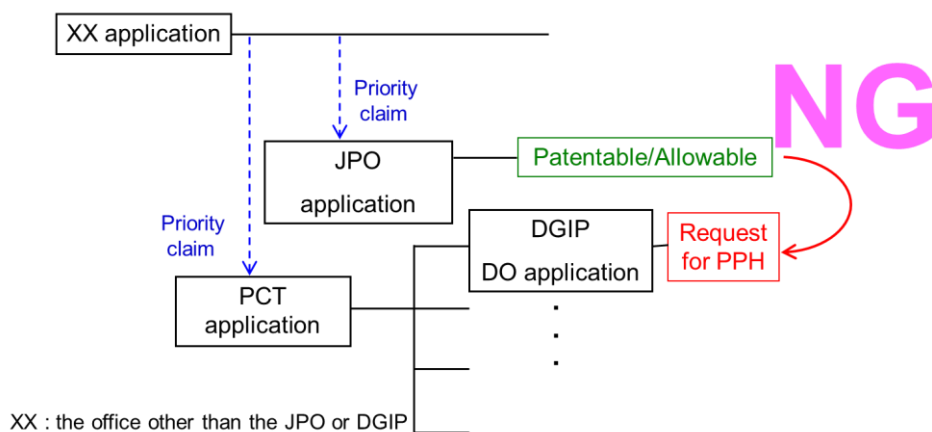 XX application
NG
Priority
claim
JPO
application
Patentable/Allowable
Priority
claim
DGIP
DO application
Request
for PPH
PCT
application
XX : the office other than the JPO or DGIP